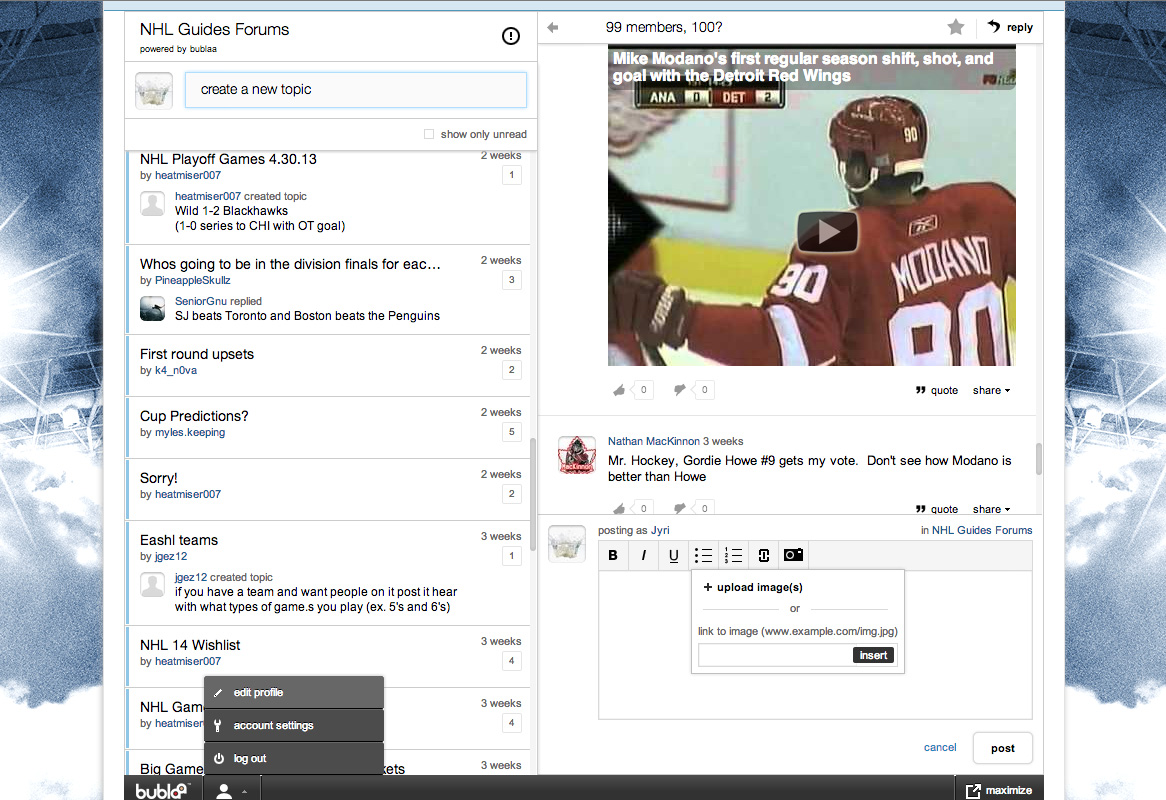 NHL Guides Forums
powered by bublaa
create a new topic
show only unread
NHL Playoff Games 4.30.13
2 weeks
by heatmiser007
1
heatmiser007 created topic
Wild 1-2 Blackhawks
(1-0 series to CHI with OT goal)
Whos going to be in the division finals for eac…
2 weeks
by PineappleSkullz
3
SeniorGnu replied
SJ beats Toronto and Boston beats the Penguins
First round upsets
2 weeks
by k4_n0va
2
Cup Predictions?
2 weeks
by myles.keeping
5
Sorry!
2 weeks
by heatmiser007
2
Eashl teams
3 weeks
by jgez12
1
jgez12 created topic
if you have a team and want people on it post it hear
with what types of game.s you play (ex. 5's and 6's)
NHL 14 Wishlist
3 weeks
by heatmiser007
4
NHL Gam
3 weeks
by heatmiser
4
Big Game
kets
3 weeks
edit profile
account settings
log out
bublaa
99 members, 100?
reply
Mike Modano's first regular season shift, shot, and
goal with the Detroit Red Wings
ANA 0 DET 2
90
MODANO
90
90
0
0
quote
share
Nathan MacKinnon 3 weeks
MacKinnon
Mr. Hockey, Gordie Howe #9 gets my vote. Don't see how Modano is
better than Howe
0
0
quote
share
posting as Jyri
in NHL Guides Forums
B I U
1
2
3
+ upload image(s)
or
link to image (www.example.com/img.jpg)
insert
cancel
post
maximize